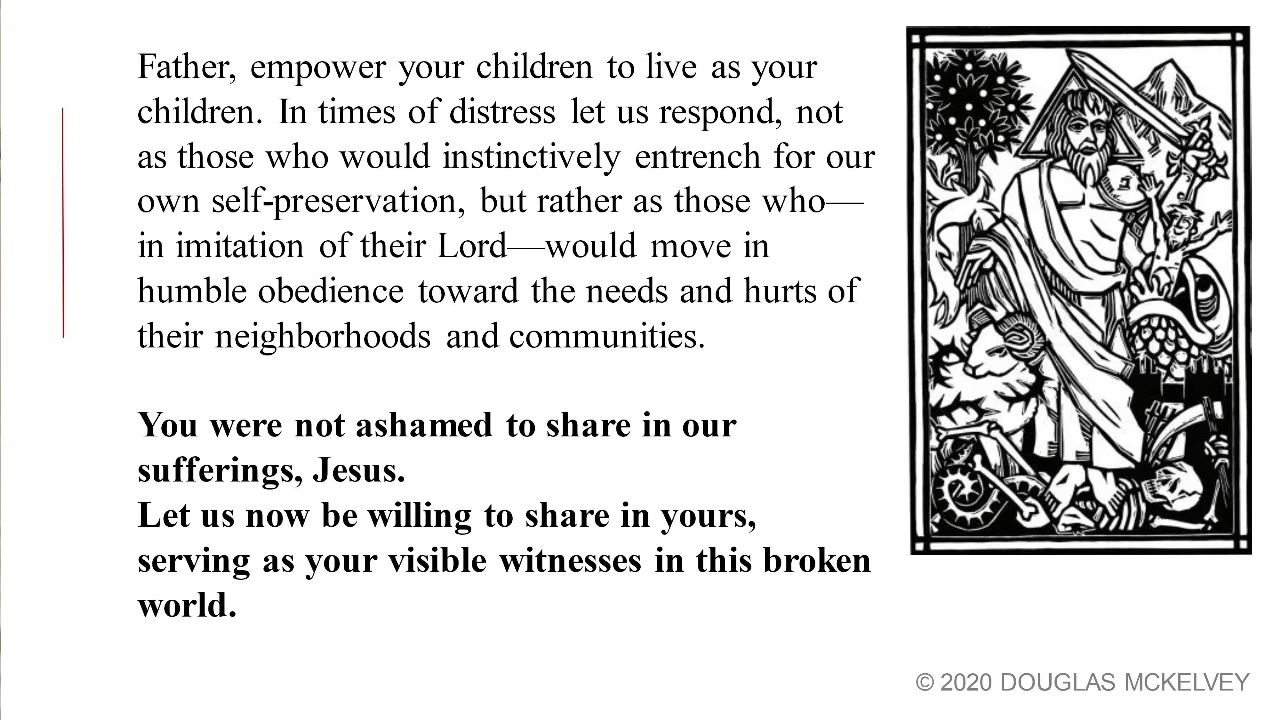 Father, empower your children to live as your
children. In times of distress let us respond, not
as those who would instinctively entrench for our
own self-preservation, but rather as those who—
in imitation of their Lord—would move in
humble obedience toward the needs and hurts of
their neighborhoods and communities.
You were not ashamed to share in our
sufferings, Jesus.
Let us now be willing to share in yours,
serving as your visible witnesses in this broken
world.
© 2020 DOUGLAS MCKELVEY